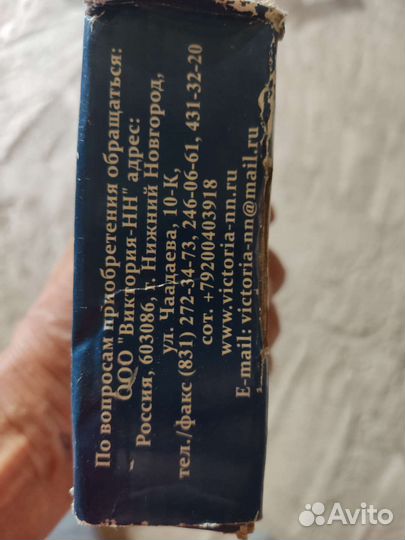 По вопросам приобретения обращаться:
ООО "Виктория-НН" адрес:
Россия, 603086, г. Нижний Новгород,
ул. Чаадаева, 10-К,
тел./факс (831) 272-34-73, 246-06-61, 431-32-20
сот. +79200403918
www.victoria-nn.ru
E-mail: victoria-nn@mail.ru
Avito